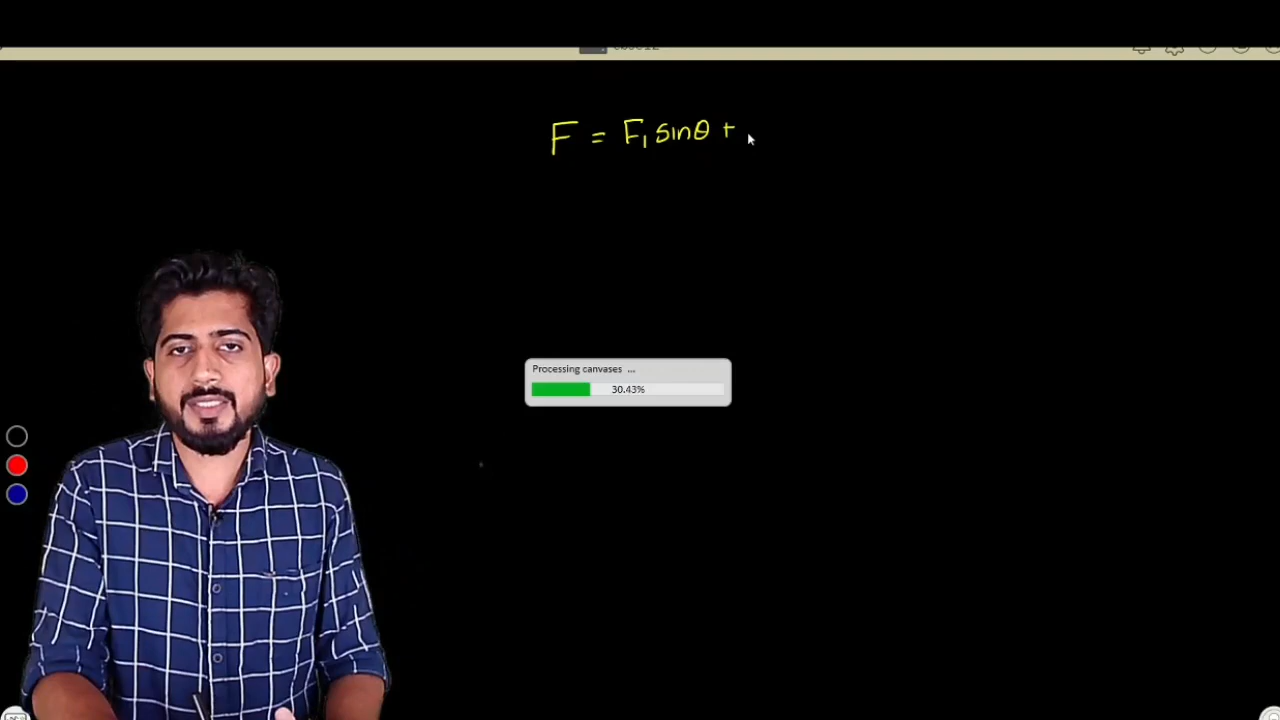 F = F₁ sinθ +
Processing canvases ...
30.43%